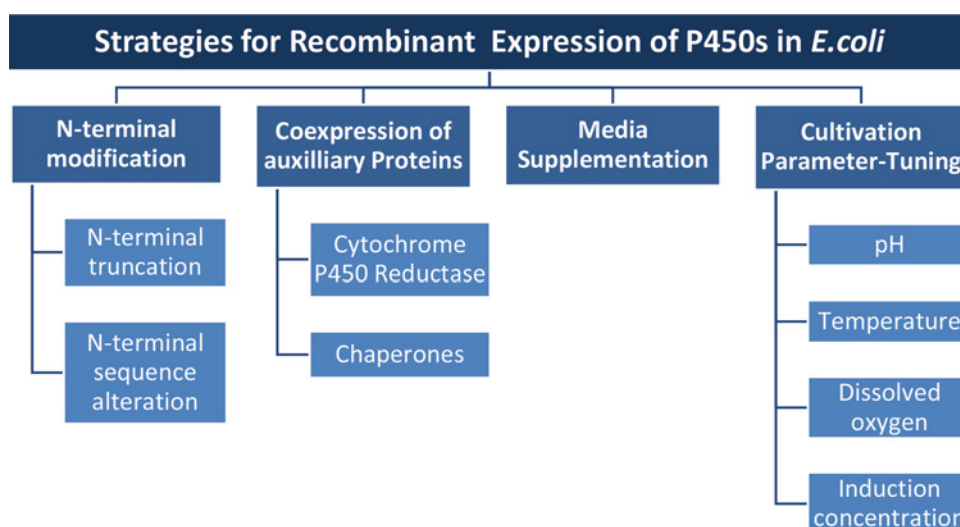 Strategies for Recombinant Expression of P450s in E.coli
N-terminal
modification
N-terminal
truncation
N-terminal
sequence
alteration
Coexpression of
auxilliary Proteins
Cytochrome
P450 Reductase
Chaperones
Media
Supplementation
Cultivation
Parameter-Tuning
pH
Temperature
Dissolved
oxygen
Induction
concentration